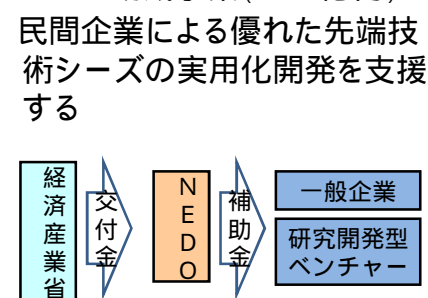 民間企業による優れた先端技
術シーズの実用化開発を支援
する
経済産業省
交付金
NEDO
補助金
一般企業
研究開発型
ベンチャー